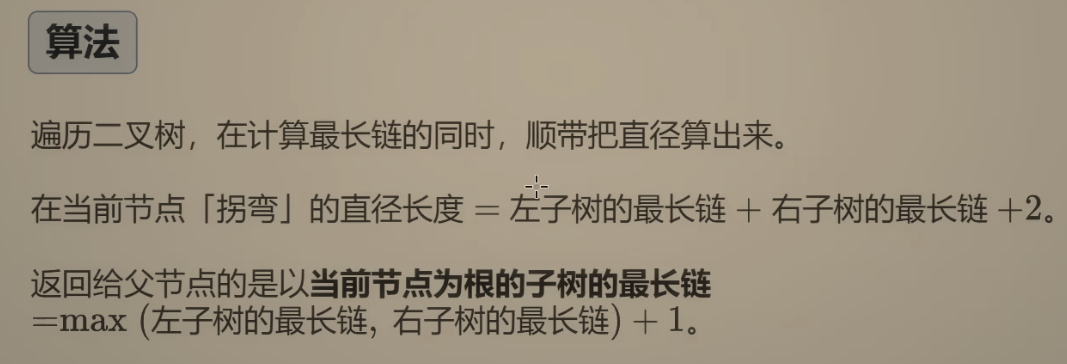 算法
遍历二叉树，在计算最长链的同时，顺带把直径算出来。
在当前节点「拐弯」的直径长度 = 左子树的最长链 + 右子树的最长链 +2。
返回给父节点的是以当前节点为根的子树的最长链
=max (左子树的最长链, 右子树的最长链) + 1。